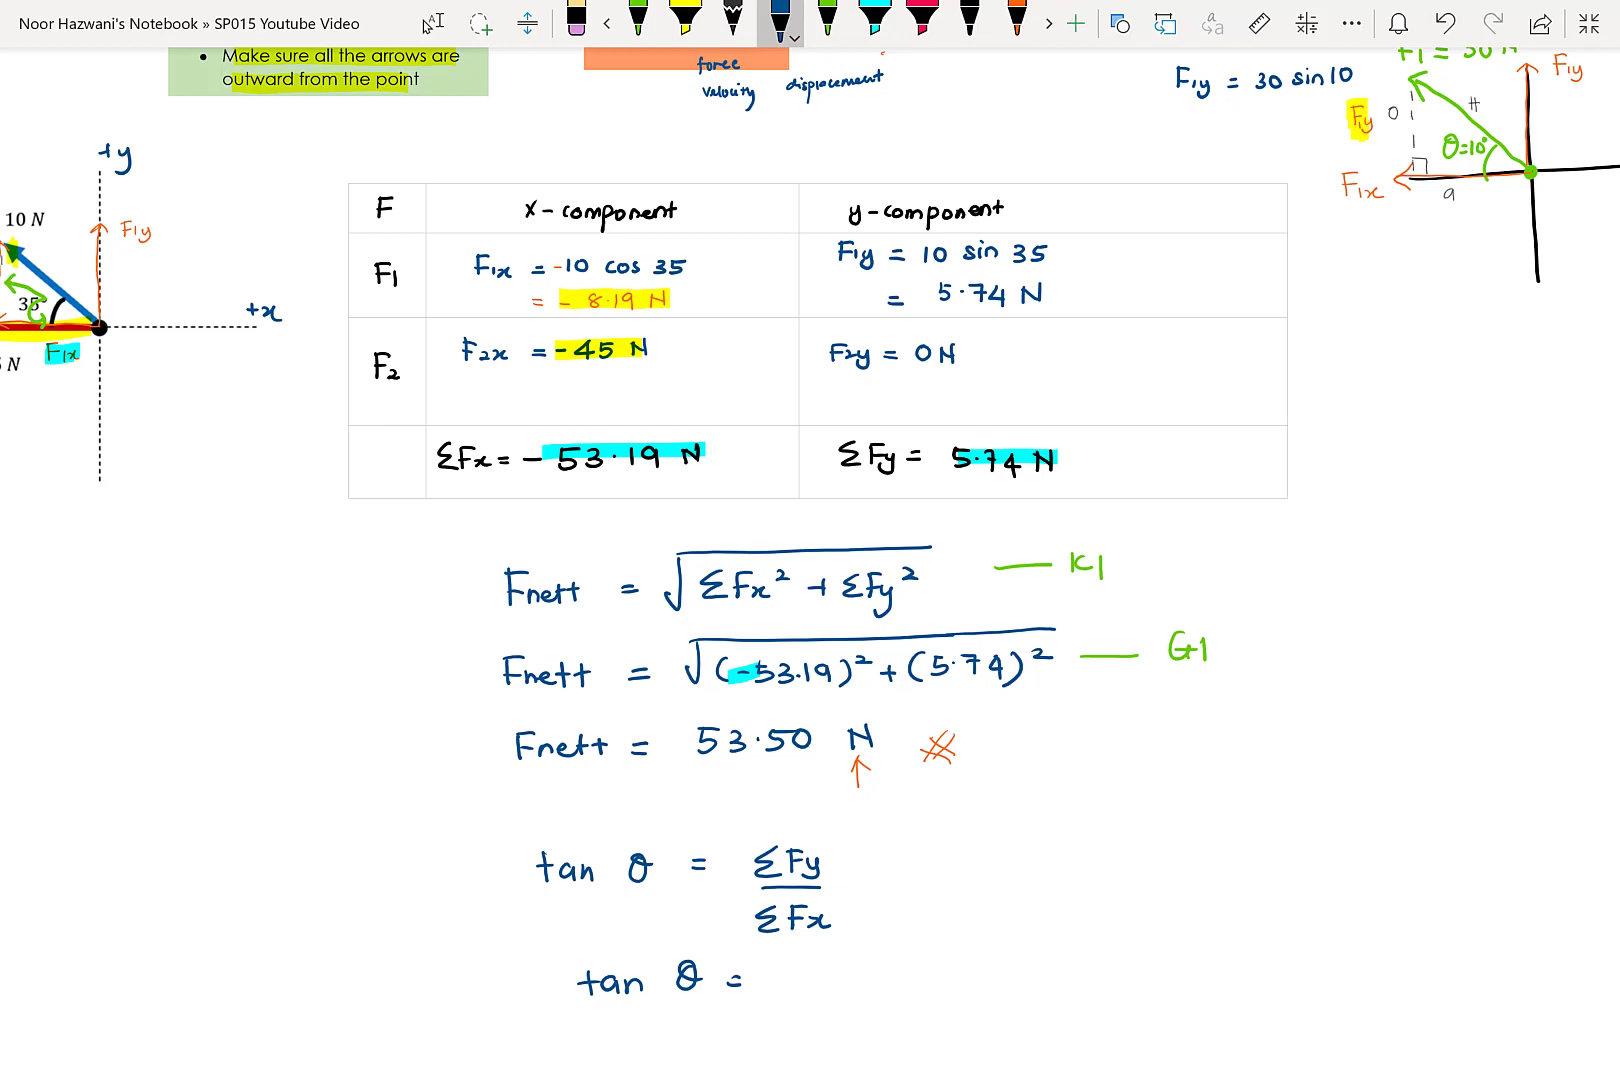 Noor Hazwani's Notebook » SP015 Youtube Video
• Make sure all the arrows are
outward from the point
force
velocity
displacement
F1y = 30 sin 10
F1 = 30 N
F1y
F1y
O
H
θ=10°
F1x
a
+y
10 N
F1y
35°
+x
F1x
N
F x-component y-component
F1 F1x = -10 cos 35 F1y = 10 sin 35
= - 8.19 N = 5.74 N
F2 F2x = -45 N F2y = 0 N
ΣFx = - 53.19 N ΣFy = 5.74 N
Fnett = √ΣFx² + ΣFy² — K1
Fnett = √(-53.19)² + (5.74)² — G1
Fnett = 53.50 N
↑
tan θ = ΣFy
ΣFx
tan θ =